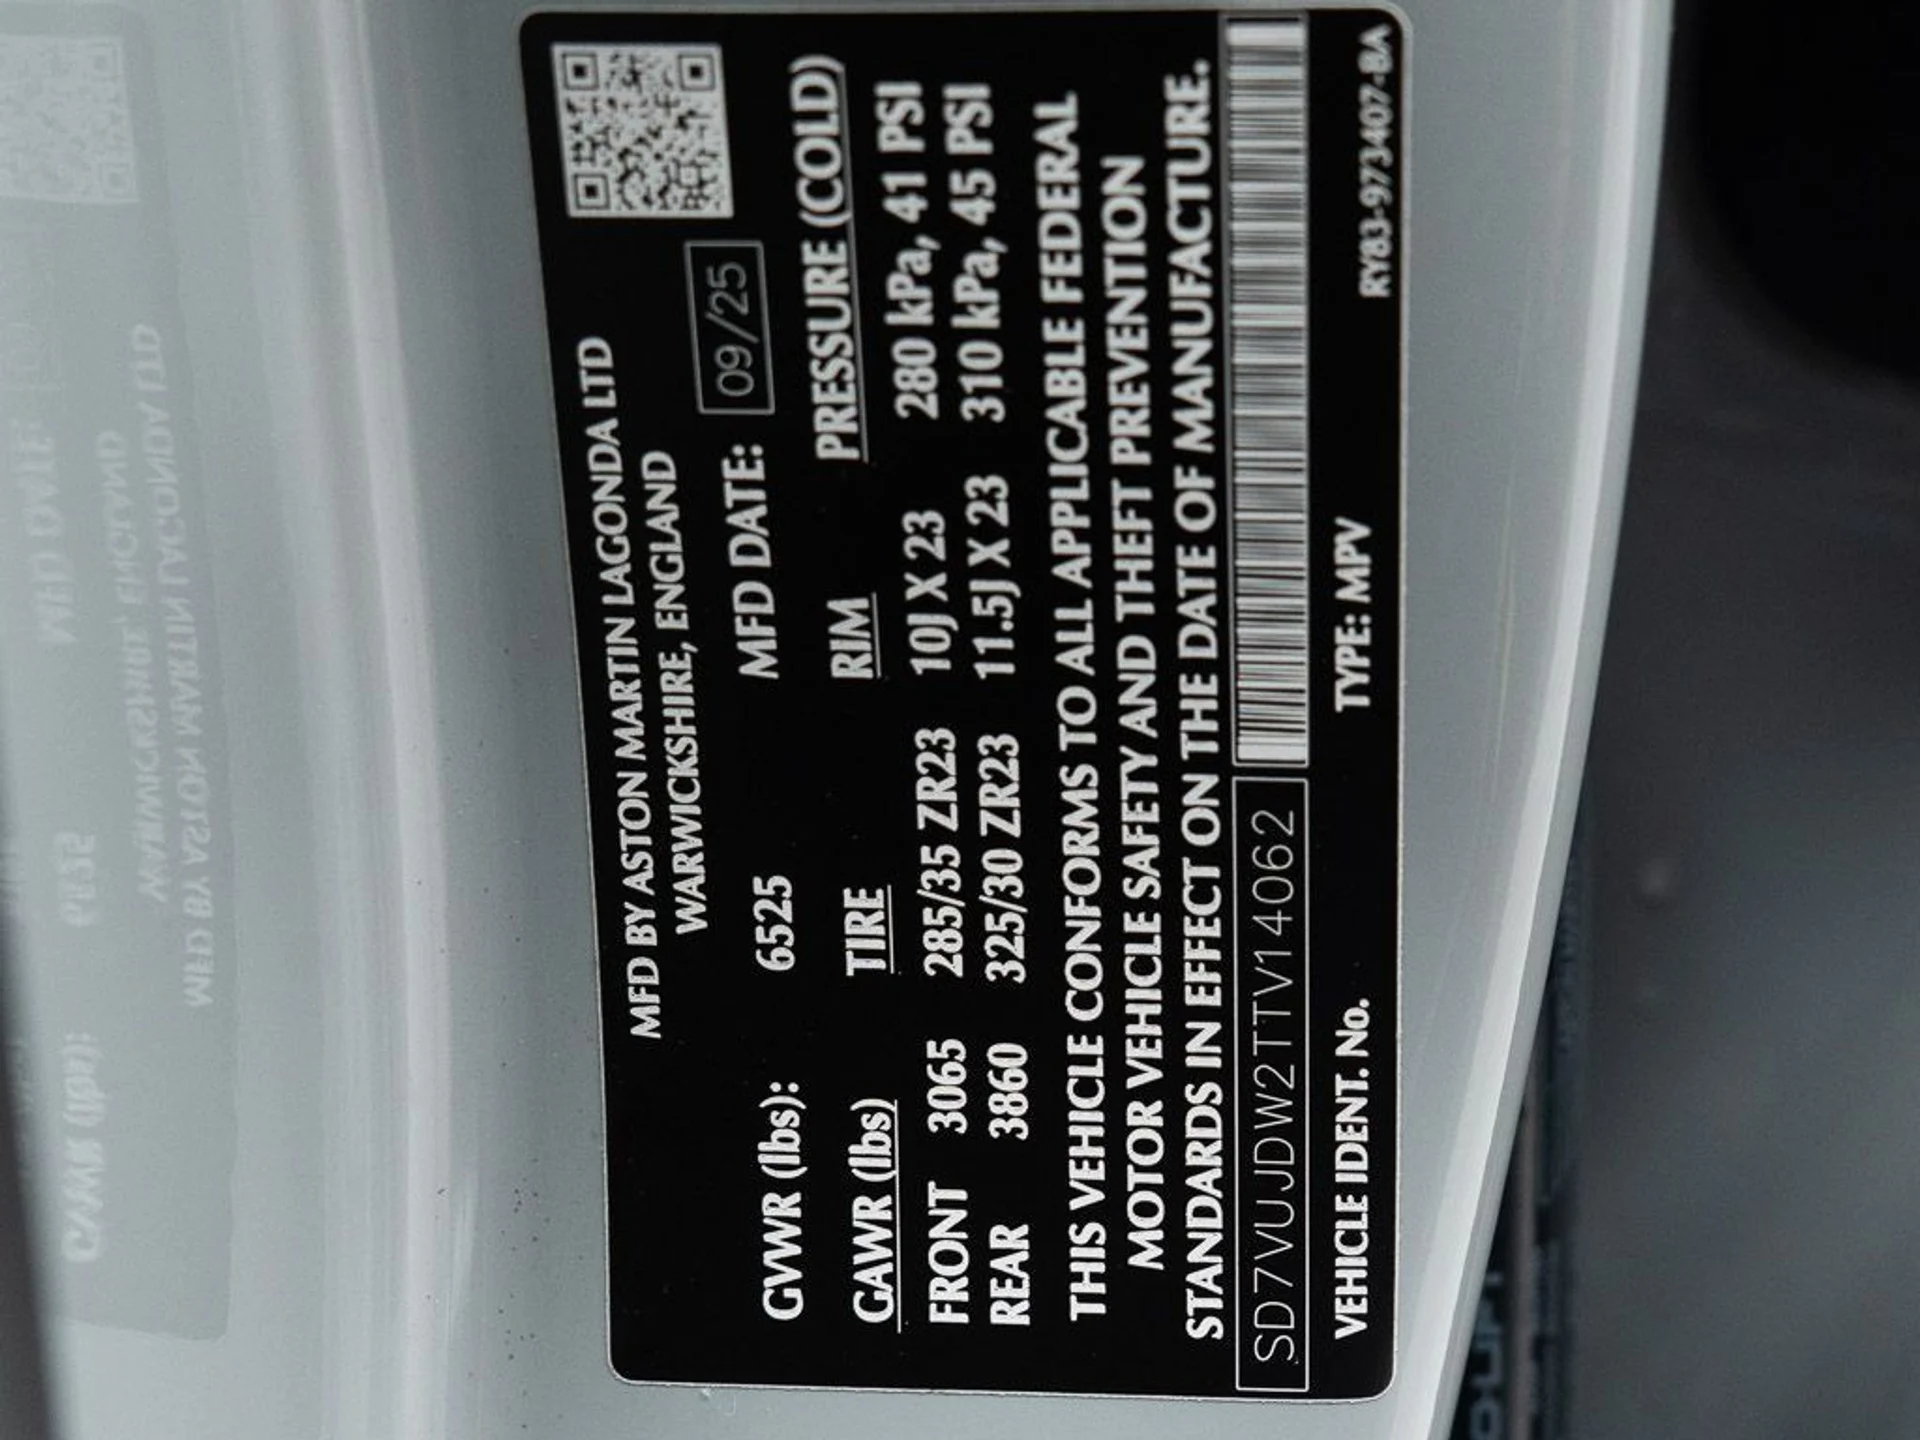 MFD BY ASTON MARTIN LAGONDA LTD
WARWICKSHIRE, ENGLAND
GVWR (lbs): 6525 MFD DATE: 09/25
GAWR (lbs) TIRE RIM PRESSURE (COLD)
FRONT 3065 285/35 ZR23 10J X 23 280 kPa, 41 PSI
REAR 3860 325/30 ZR23 11.5J X 23 310 kPa, 45 PSI
THIS VEHICLE CONFORMS TO ALL APPLICABLE FEDERAL
MOTOR VEHICLE SAFETY AND THEFT PREVENTION
STANDARDS IN EFFECT ON THE DATE OF MANUFACTURE.
SD7VUJDW2TTV14062
VEHICLE IDENT. No. TYPE: MPV RY83-973407-BA